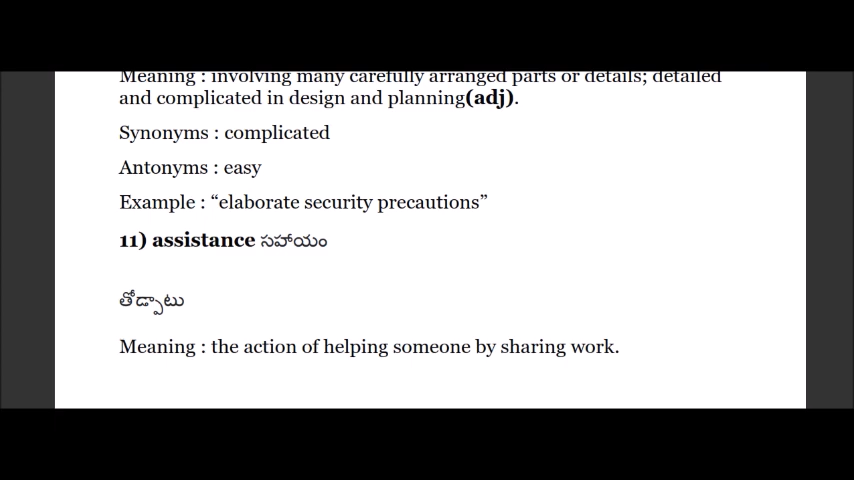 Meaning : involving many carefully arranged parts or details; detailed
and complicated in design and planning(adj).
Synonyms : complicated
Antonyms : easy
Example : “elaborate security precautions”
11) assistance సహాయం
తోడ్పాటు
Meaning : the action of helping someone by sharing work.